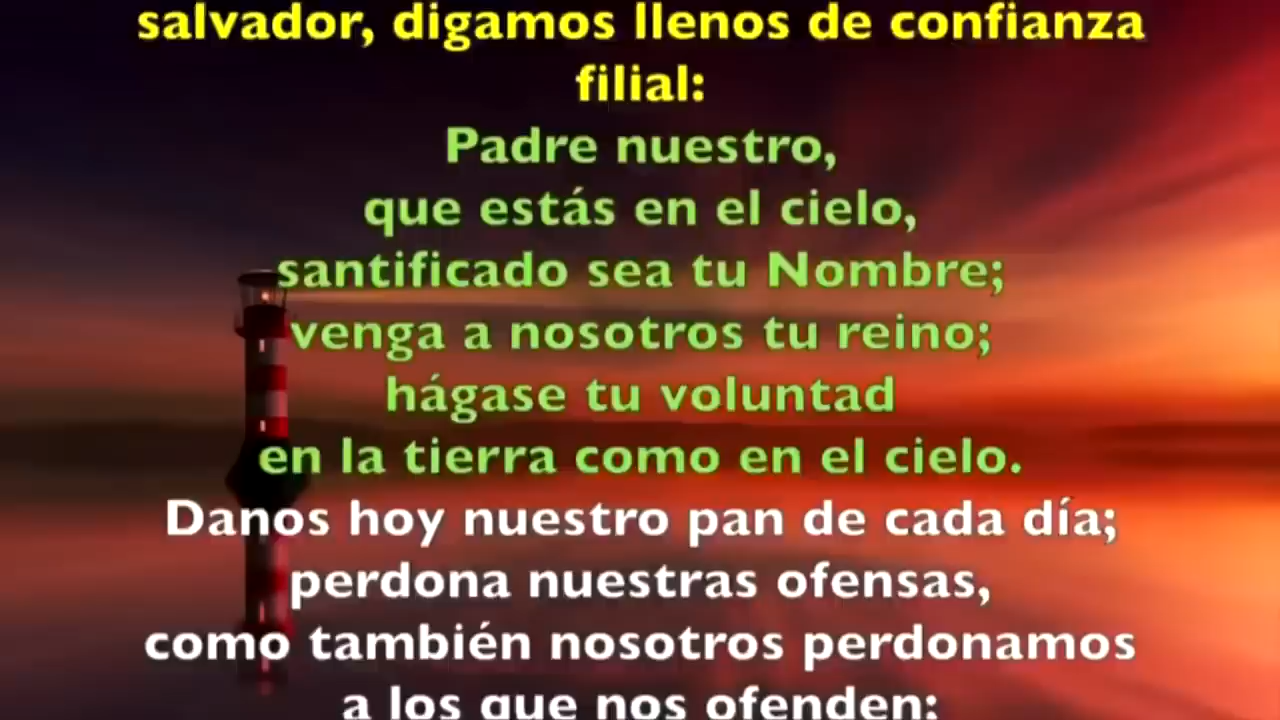 salvador, digamos llenos de confianza
filial:
Padre nuestro,
que estás en el cielo,
santificado sea tu Nombre;
venga a nosotros tu reino;
hágase tu voluntad
en la tierra como en el cielo.
Danos hoy nuestro pan de cada día;
perdona nuestras ofensas,
como también nosotros perdonamos
a los que nos ofenden;